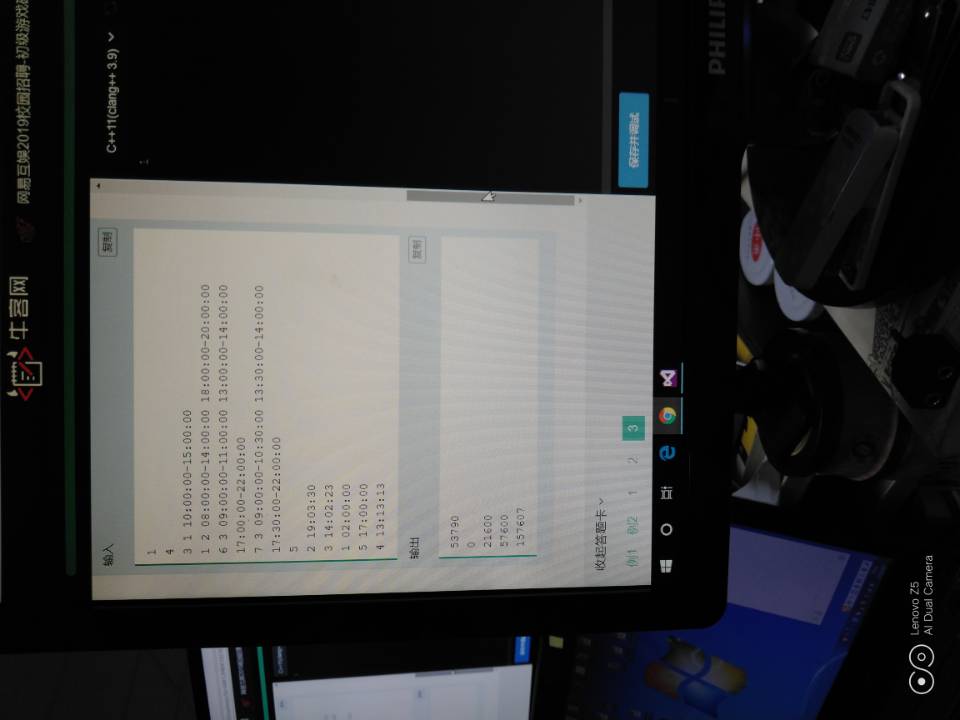 牛客网
网易互娱2019校园招聘-初级游戏
输入
复制
C++11(clang++ 3.9)
1
1
4
3 1 10:00:00-15:00:00
1 2 08:00:00-14:00:00 18:00:00-20:00:00
6 3 09:00:00-11:00:00 13:00:00-14:00:00
17:00:00-22:00:00
7 3 09:00:00-10:30:00 13:30:00-14:00:00
17:30:00-22:00:00
5
2 19:03:30
3 14:02:23
1 02:00:00
5 17:00:00
4 13:13:13
输出
复制
53790
0
21600
57600
157607
收起答题卡
例1 例2 1 2 3
保存并调试
PHILIP
Lenovo Z5
AI Dual Camera